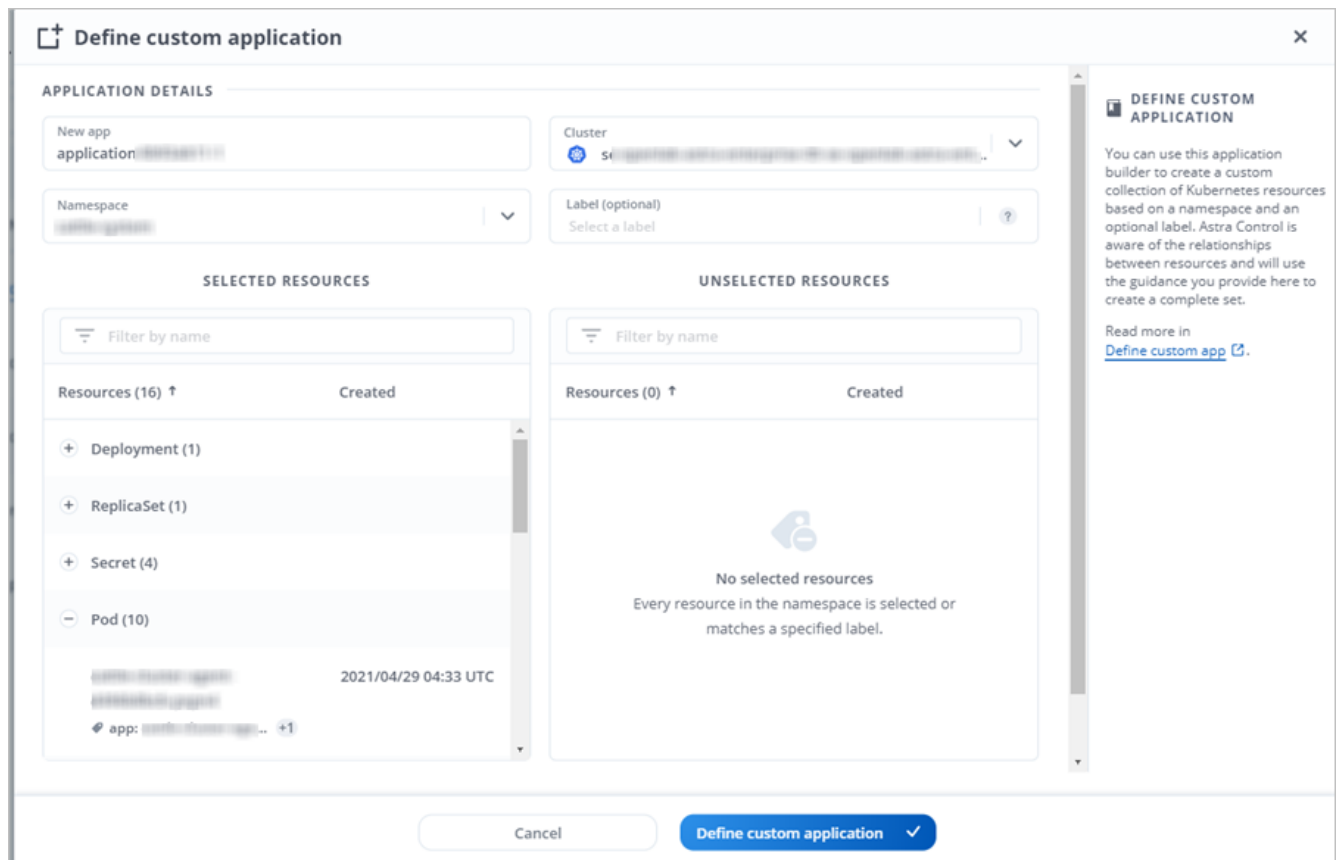 Define custom application
APPLICATION DETAILS
New app
application
Cluster
Namespace
Label (optional)
Select a label
?
SELECTED RESOURCES
Filter by name
Resources (16) ↑ Created
Deployment (1)
ReplicaSet (1)
Secret (4)
Pod (10)
2021/04/29 04:33 UTC
app:
+1
UNSELECTED RESOURCES
Filter by name
Resources (0) ↑ Created
No selected resources
Every resource in the namespace is selected or
matches a specified label.
DEFINE CUSTOM
APPLICATION
You can use this application
builder to create a custom
collection of Kubernetes resources
based on a namespace and an
optional label. Astra Control is
aware of the relationships
between resources and will use
the guidance you provide here to
create a complete set.
Read more in
Define custom app.
Cancel
Define custom application